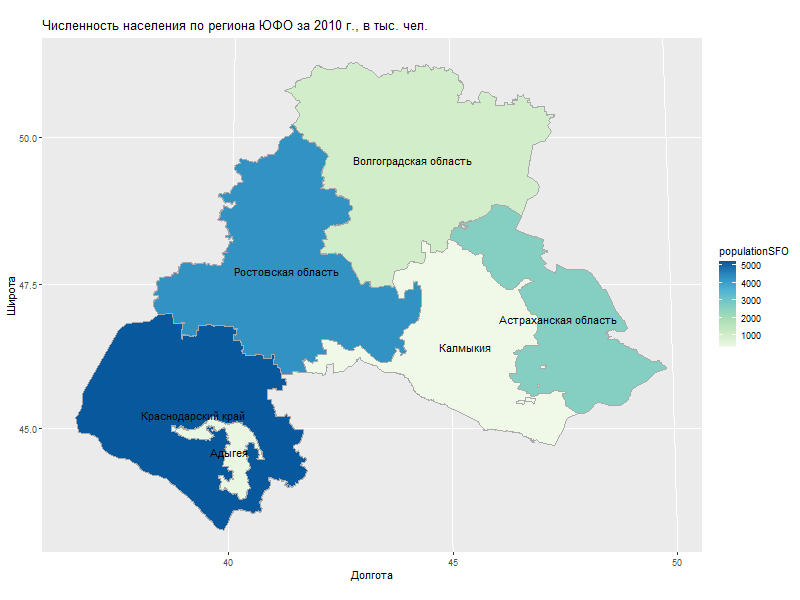 Численность населения по региона ЮФО за 2010 г., в тыс. чел.
50.0
47.5
45.0
Широта
Волгоградская область
Ростовская область
Астраханская область
Калмыкия
Краснодарский край
Адыгея
populationSFO
5000
4000
3000
2000
1000
40
45
50
Долгота